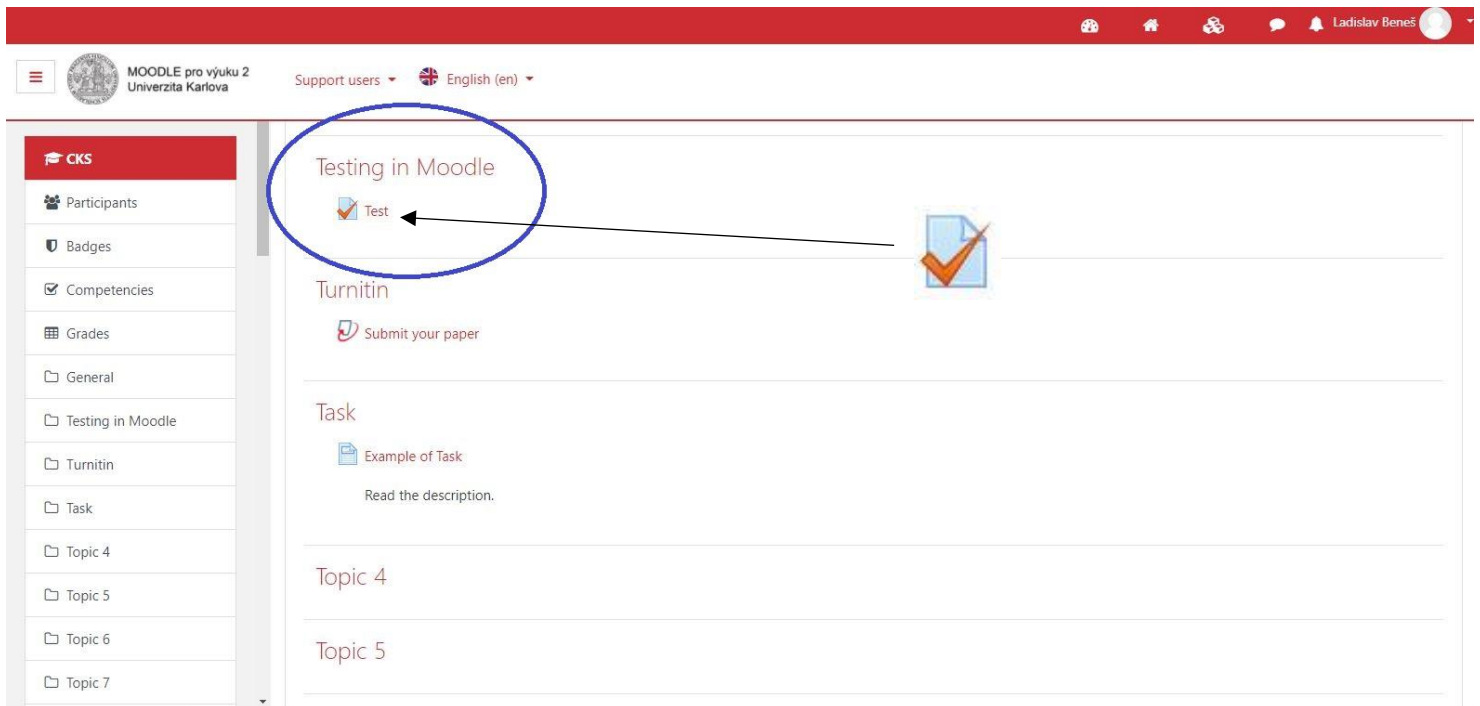 Ladislav Beneš
MOODLE pro výuku 2
Univerzita Karlova
Support users
English (en)
CKS
Participants
Badges
Competencies
Grades
General
Testing in Moodle
Turnitin
Task
Topic 4
Topic 5
Topic 6
Topic 7
Testing in Moodle
Test
Turnitin
Submit your paper
Task
Example of Task
Read the description.
Topic 4
Topic 5